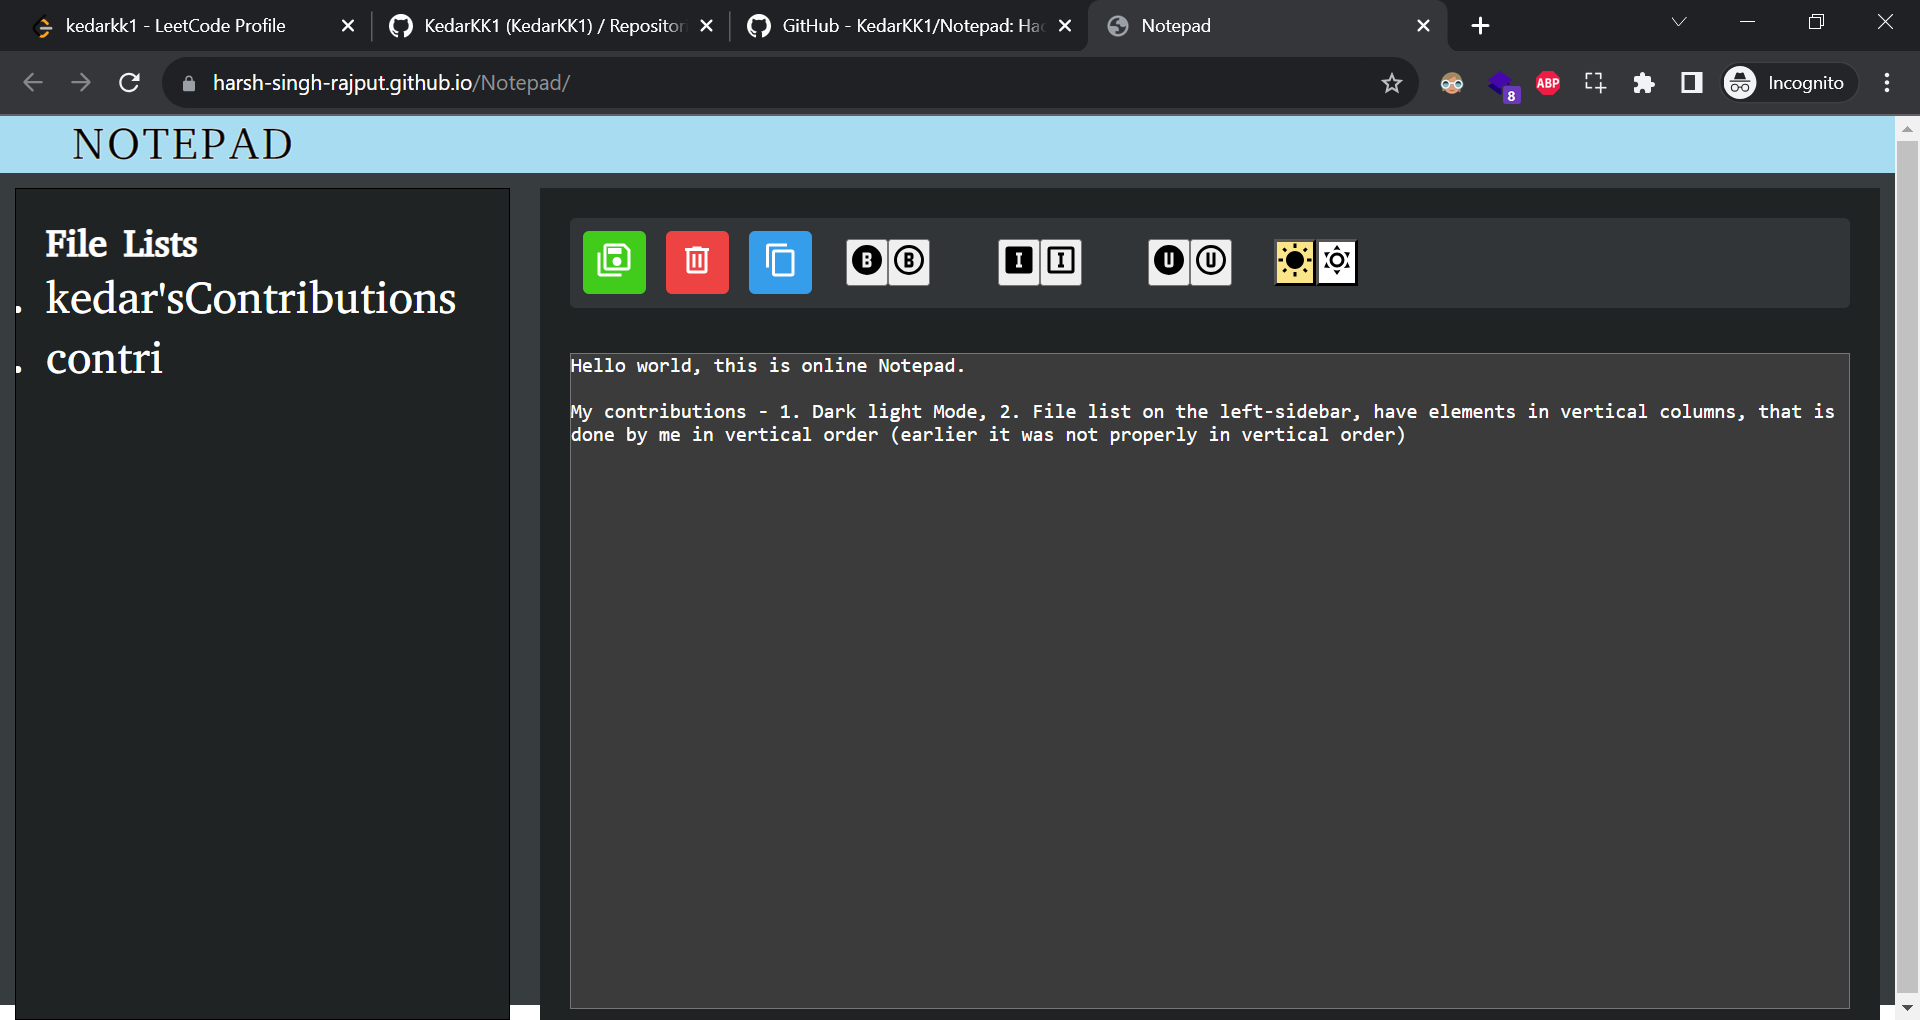 kedarkk1 - LeetCode Profile
KedarKK1 (KedarKK1) / Repositori
GitHub - KedarKK1/Notepad: Hac
Notepad
harsh-singh-rajput.github.io/Notepad/
8
ABP
Incognito
NOTEPAD
File Lists
. kedar'sContributions
. contri
B B I I U U
Hello world, this is online Notepad.
My contributions - 1. Dark light Mode, 2. File list on the left-sidebar, have elements in vertical columns, that is
done by me in vertical order (earlier it was not properly in vertical order)